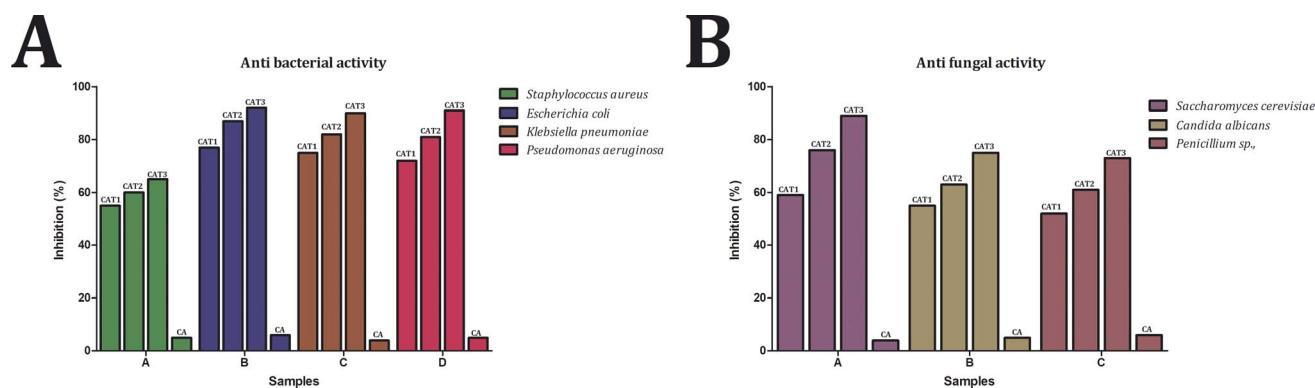 A
Anti bacterial activity
Inhibition (%)
100
80
60
40
20
0
CAT1
CAT2
CAT3
CA
CAT1
CAT2
CAT3
CA
CAT1
CAT2
CAT3
CA
CAT1
CAT2
CAT3
CA
A
B
C
D
Samples
Staphylococcus aureus
Escherichia coli
Klebsiella pneumoniae
Pseudomonas aeruginosa
B
Anti fungal activity
Inhibition (%)
100
80
60
40
20
0
CAT1
CAT2
CAT3
CA
CAT1
CAT2
CAT3
CA
CAT1
CAT2
CAT3
CA
A
B
C
Samples
Saccharomyces cerevisiae
Candida albicans
Penicillium sp.,